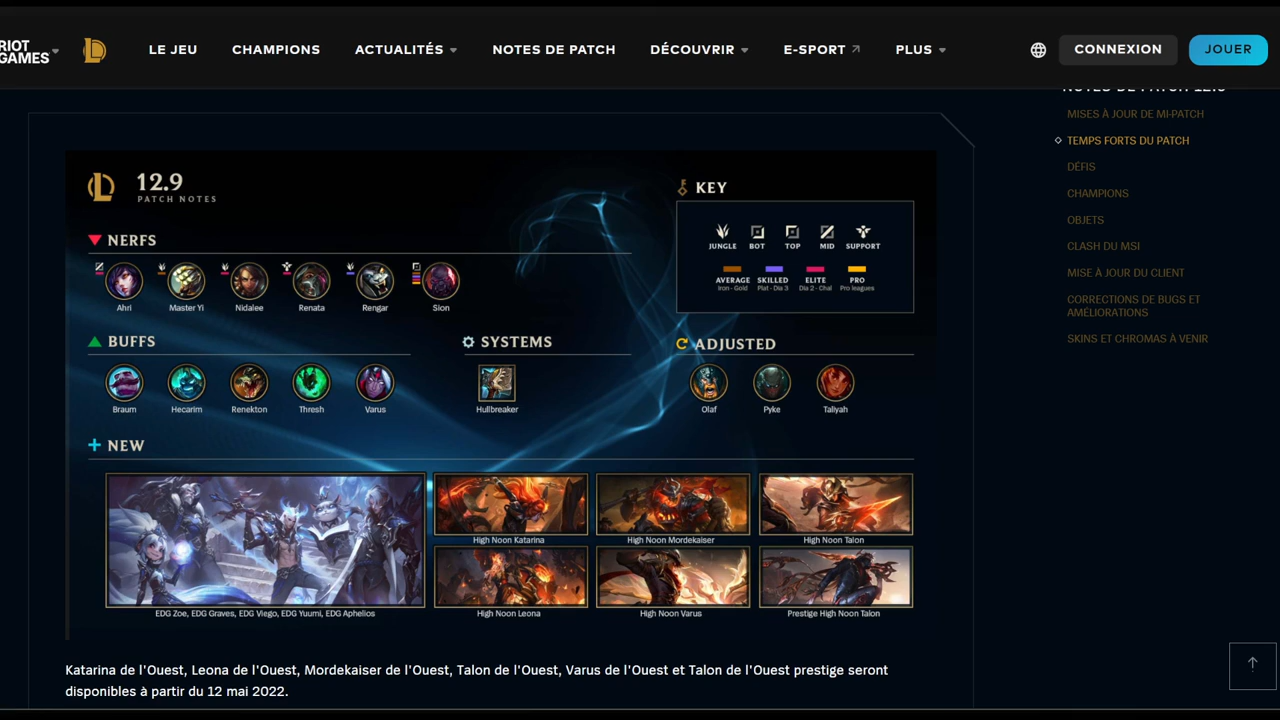 RIOT
GAMES
LE JEU
CHAMPIONS
ACTUALITÉS
NOTES DE PATCH
DÉCOUVRIR
E-SPORT
PLUS
CONNEXION
JOUER
NOTES DE PATCH 12.9
MISES À JOUR DE MI-PATCH
TEMPS FORTS DU PATCH
DÉFIS
CHAMPIONS
OBJETS
CLASH DU MSI
MISE À JOUR DU CLIENT
CORRECTIONS DE BUGS ET
AMÉLIORATIONS
SKINS ET CHROMAS À VENIR
12.9
PATCH NOTES
KEY
JUNGLE BOT TOP MID SUPPORT
AVERAGE SKILLED ELITE PRO
Iron - Gold Plat - Dia 3 Dia 2 - Chal Pro leagues
NERFS
Ahri Master Yi Nidalee Renata Rengar Sion
BUFFS
Braum Hecarim Renekton Thresh Varus
SYSTEMS
Hullbreaker
ADJUSTED
Olaf Pyke Taliyah
NEW
EDG Zoe, EDG Graves, EDG Viego, EDG Yuumi, EDG Aphelios
High Noon Katarina
High Noon Mordekaiser
High Noon Talon
High Noon Leona
High Noon Varus
Prestige High Noon Talon
Katarina de l'Ouest, Leona de l'Ouest, Mordekaiser de l'Ouest, Talon de l'Ouest, Varus de l'Ouest et Talon de l'Ouest prestige seront
disponibles à partir du 12 mai 2022.